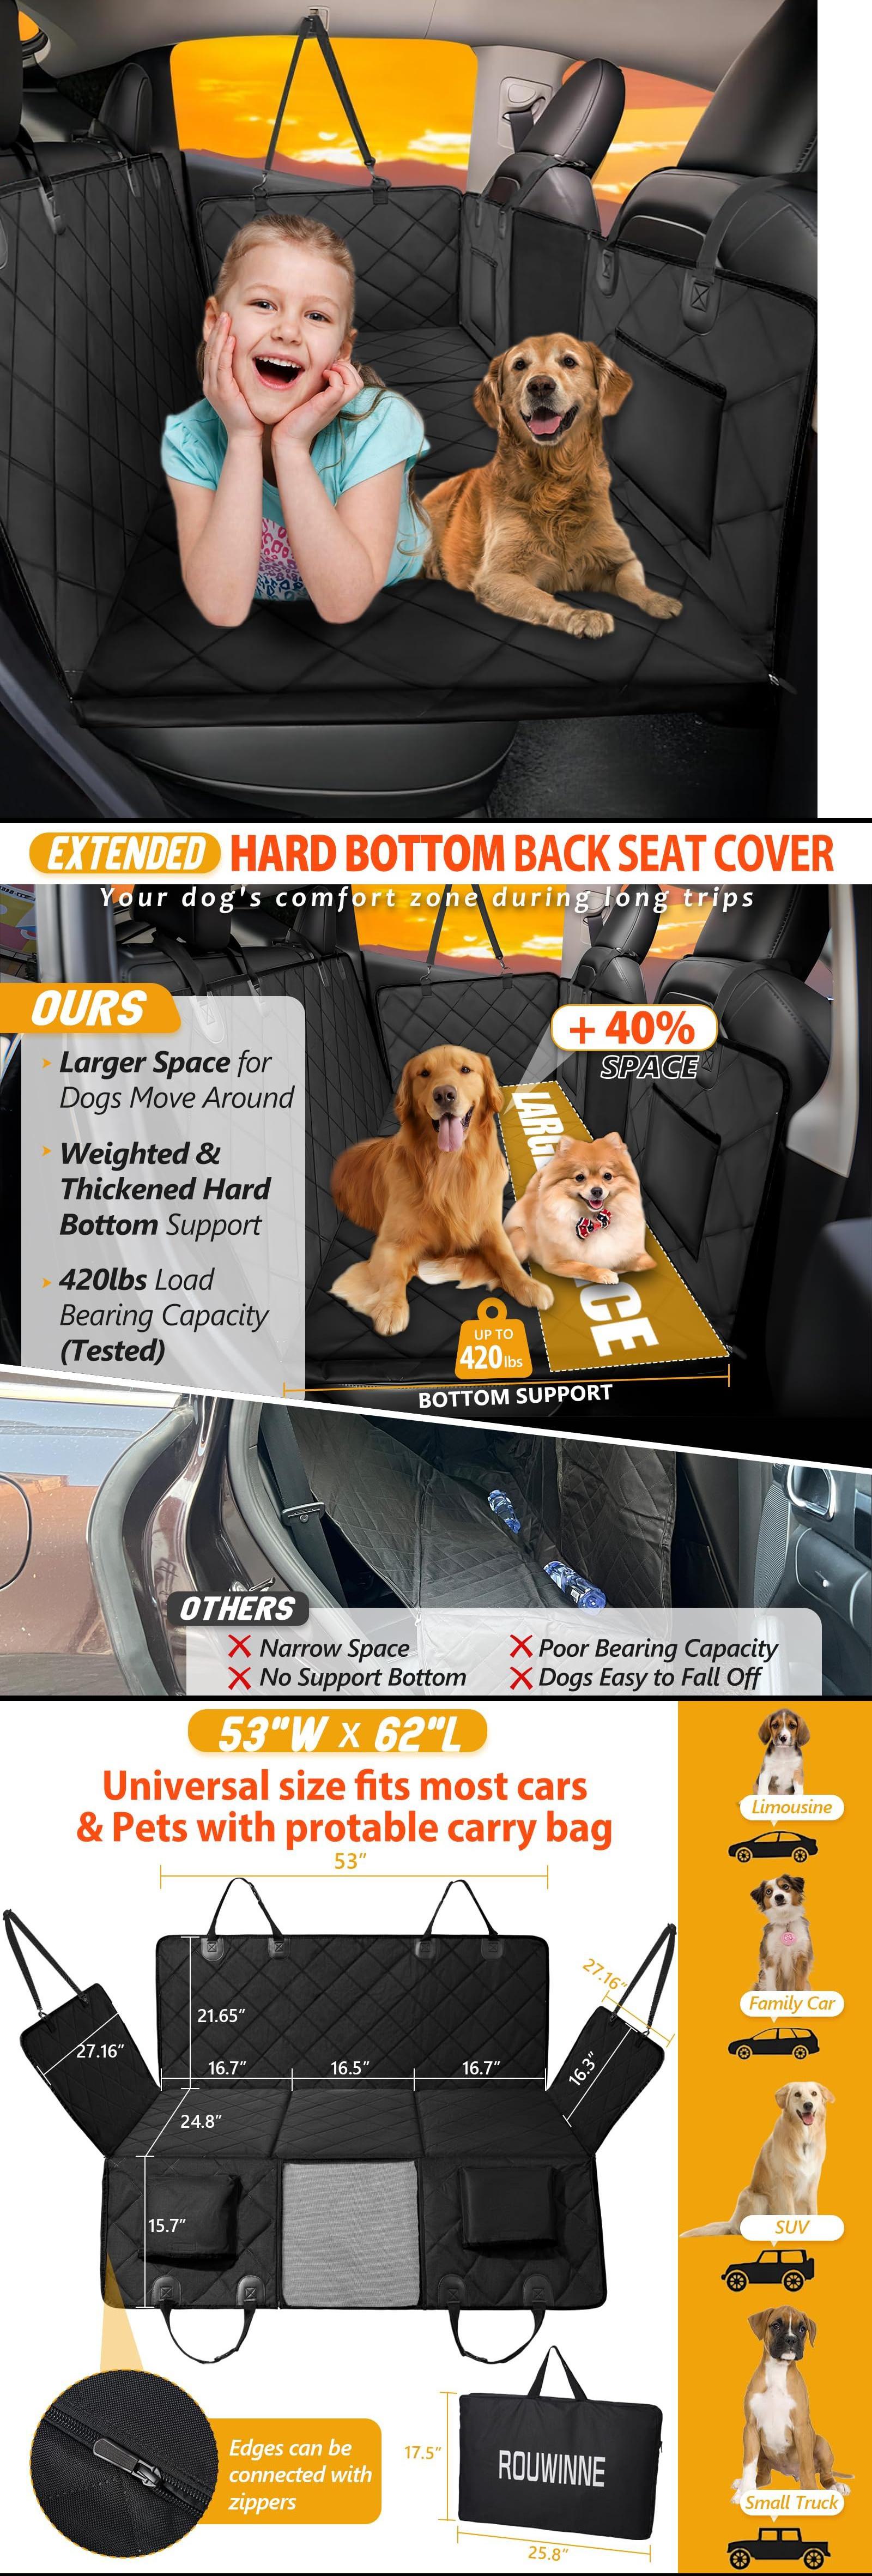 EXTENDED HARD BOTTOM BACK SEAT COVER
Your dog's comfort zone during long trips
OURS
Larger Space for
Dogs Move Around
Weighted &
Thickened Hard
Bottom Support
420lbs Load
Bearing Capacity
(Tested)
+ 40%
SPACE
UP TO
420lbs
BOTTOM SUPPORT
OTHERS
Narrow Space
Poor Bearing Capacity
No Support Bottom
Dogs Easy to Fall Off
53"W X 62"L
Universal size fits most cars
& Pets with protable carry bag
53"
27.16"
21.65"
27.16"
16.7"
16.5"
16.7"
16.3"
24.8"
15.7"
Edges can be
connected with
zippers
17.5"
ROUWINNE
25.8"
Limousine
Family Car
SUV
Small Truck